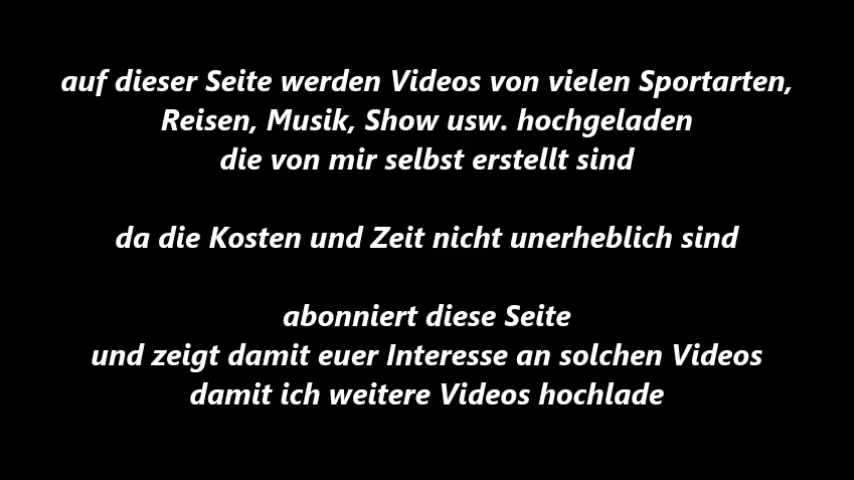 auf dieser Seite werden Videos von vielen Sportarten,
Reisen, Musik, Show usw. hochgeladen
die von mir selbst erstellt sind
da die Kosten und Zeit nicht unerheblich sind
abonniert diese Seite
und zeigt damit euer Interesse an solchen Videos
damit ich weitere Videos hochlade